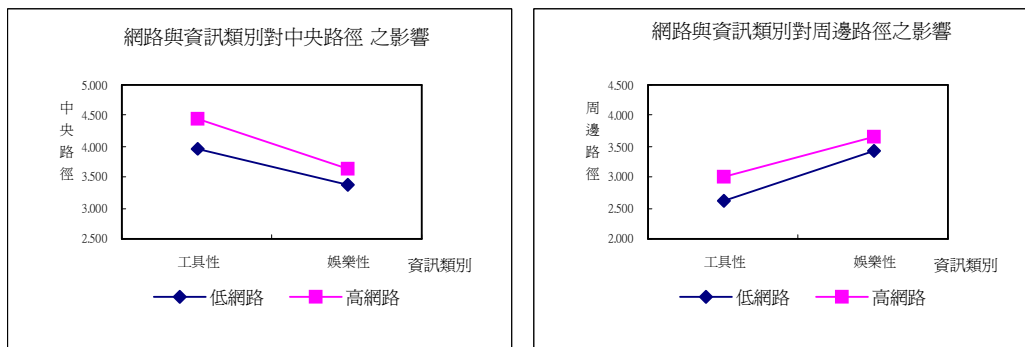 網路與資訊類別對中央路徑 之影響
中央路徑
5.000
4.500
4.000
3.500
3.000
2.500
工具性
娛樂性
資訊類別
低網路
高網路
網路與資訊類別對周邊路徑之影響
周邊路徑
4.500
4.000
3.500
3.000
2.500
2.000
工具性
娛樂性
資訊類別
低網路
高網路